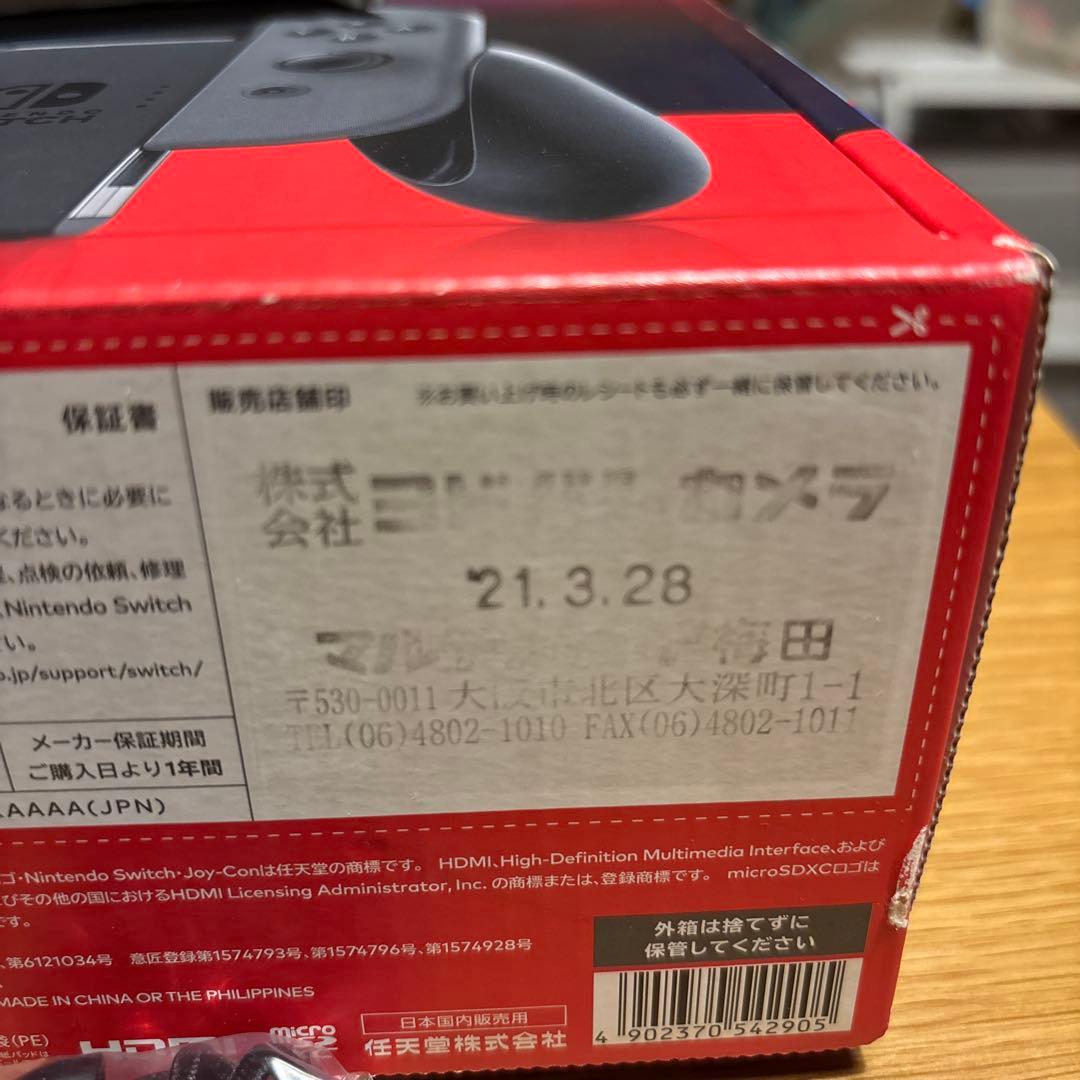 保証書
販売店舗印
※お買い上げ時のレシートも必ず一緒に保管してください。
なるときに必要に
ください。
、点検の依頼、修理
Nintendo Switch
い。
.jp/support/switch/
メーカー保証期間
ご購入日より1年間
AAAA(JPN)
株式会社
カメラ
'21.3.28
マル
梅田
〒530-0011 大阪市北区大深町1-1
TEL(06)4802-1010 FAX(06)4802-1011
ゴ・Nintendo Switch・Joy-Conは任天堂の商標です。 HDMI、High-Definition Multimedia Interface、および
びその他の国におけるHDMI Licensing Administrator, Inc. の商標または、登録商標です。 microSDXCロゴは
です。
、第6121034号 意匠登録第1574793号、第1574796号、第1574928号
MADE IN CHINA OR THE PHILIPPINES
袋(PE)
日本国内販売用
任天堂株式会社
外箱は捨てずに
保管してください
4 902370 542905
micro